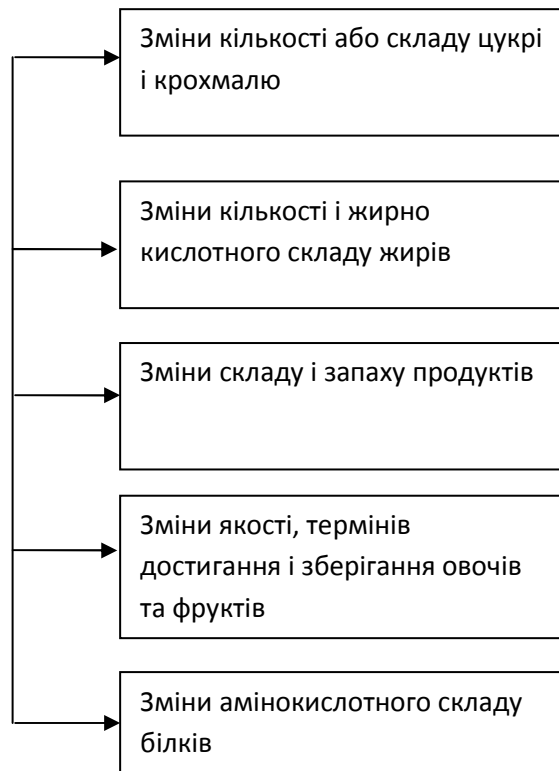 Зміни кількості або складу цукрі
і крохмалю
Зміни кількості і жирно
кислотного складу жирів
Зміни складу і запаху продуктів
Зміни якості, термінів
достигання і зберігання овочів
та фруктів
Зміни амінокислотного складу
білків